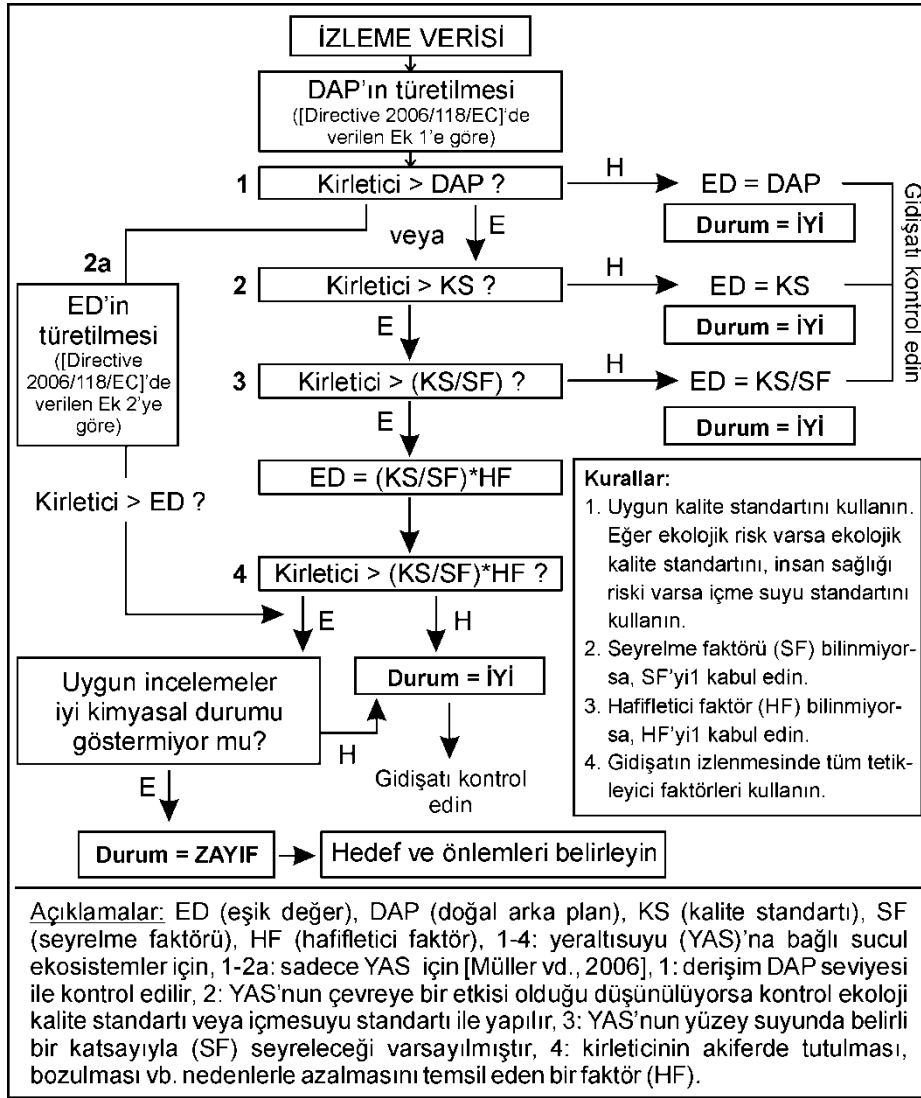 İZLEME VERİSİ
DAP'ın türetilmesi
([Directive 2006/118/EC]'de
verilen Ek 1'e göre)
1 Kirletici > DAP ?
H
ED = DAP
Durum = İYİ
Gidişatı kontrol edin
veya
E
2a
ED'in
türetilmesi
([Directive
2006/118/EC]'de
verilen Ek 2'ye
göre)
2 Kirletici > KS ?
H
ED = KS
Durum = İYİ
E
3 Kirletici > (KS/SF) ?
H
ED = KS/SF
Durum = İYİ
E
ED = (KS/SF)*HF
Kirletici > ED ?
4 Kirletici > (KS/SF)*HF ?
E
H
Uygun incelemeler
iyi kimyasal durumu
göstermiyor mu?
H
Durum = İYİ
Gidişatı kontrol
edin
E
Durum = ZAYIF
Hedef ve önlemleri belirleyin
Kurallar:
1. Uygun kalite standartını kullanın.
Eğer ekolojik risk varsa ekolojik
kalite standartını, insan sağlığı
riski varsa içme suyu standartını
kullanın.
2. Seyrelme faktörü (SF) bilinmiyor-
sa, SF'yi1 kabul edin.
3. Hafifletici faktör (HF) bilinmiyor-
sa, HF'yi1 kabul edin.
4. Gidişatın izlenmesinde tüm tetik-
leyici faktörleri kullanın.
Açıklamalar: ED (eşik değer), DAP (doğal arka plan), KS (kalite standartı), SF
(seyrelme faktörü), HF (hafifletici faktör), 1-4: yeraltısuyu (YAS)'na bağlı sucul
ekosistemler için, 1-2a: sadece YAS için [Müller vd., 2006], 1: derişim DAP seviyesi
ile kontrol edilir, 2: YAS'nun çevreye bir etkisi olduğu düşünülüyorsa kontrol ekoloji
kalite standartı veya içmesuyu standartı ile yapılır, 3: YAS'nun yüzey suyunda belirli
bir katsayıyla (SF) seyreleceği varsayılmıştır, 4: kirleticinin akiferde tutulması,
bozulması vb. nedenlerle azalmasını temsil eden bir faktör (HF).